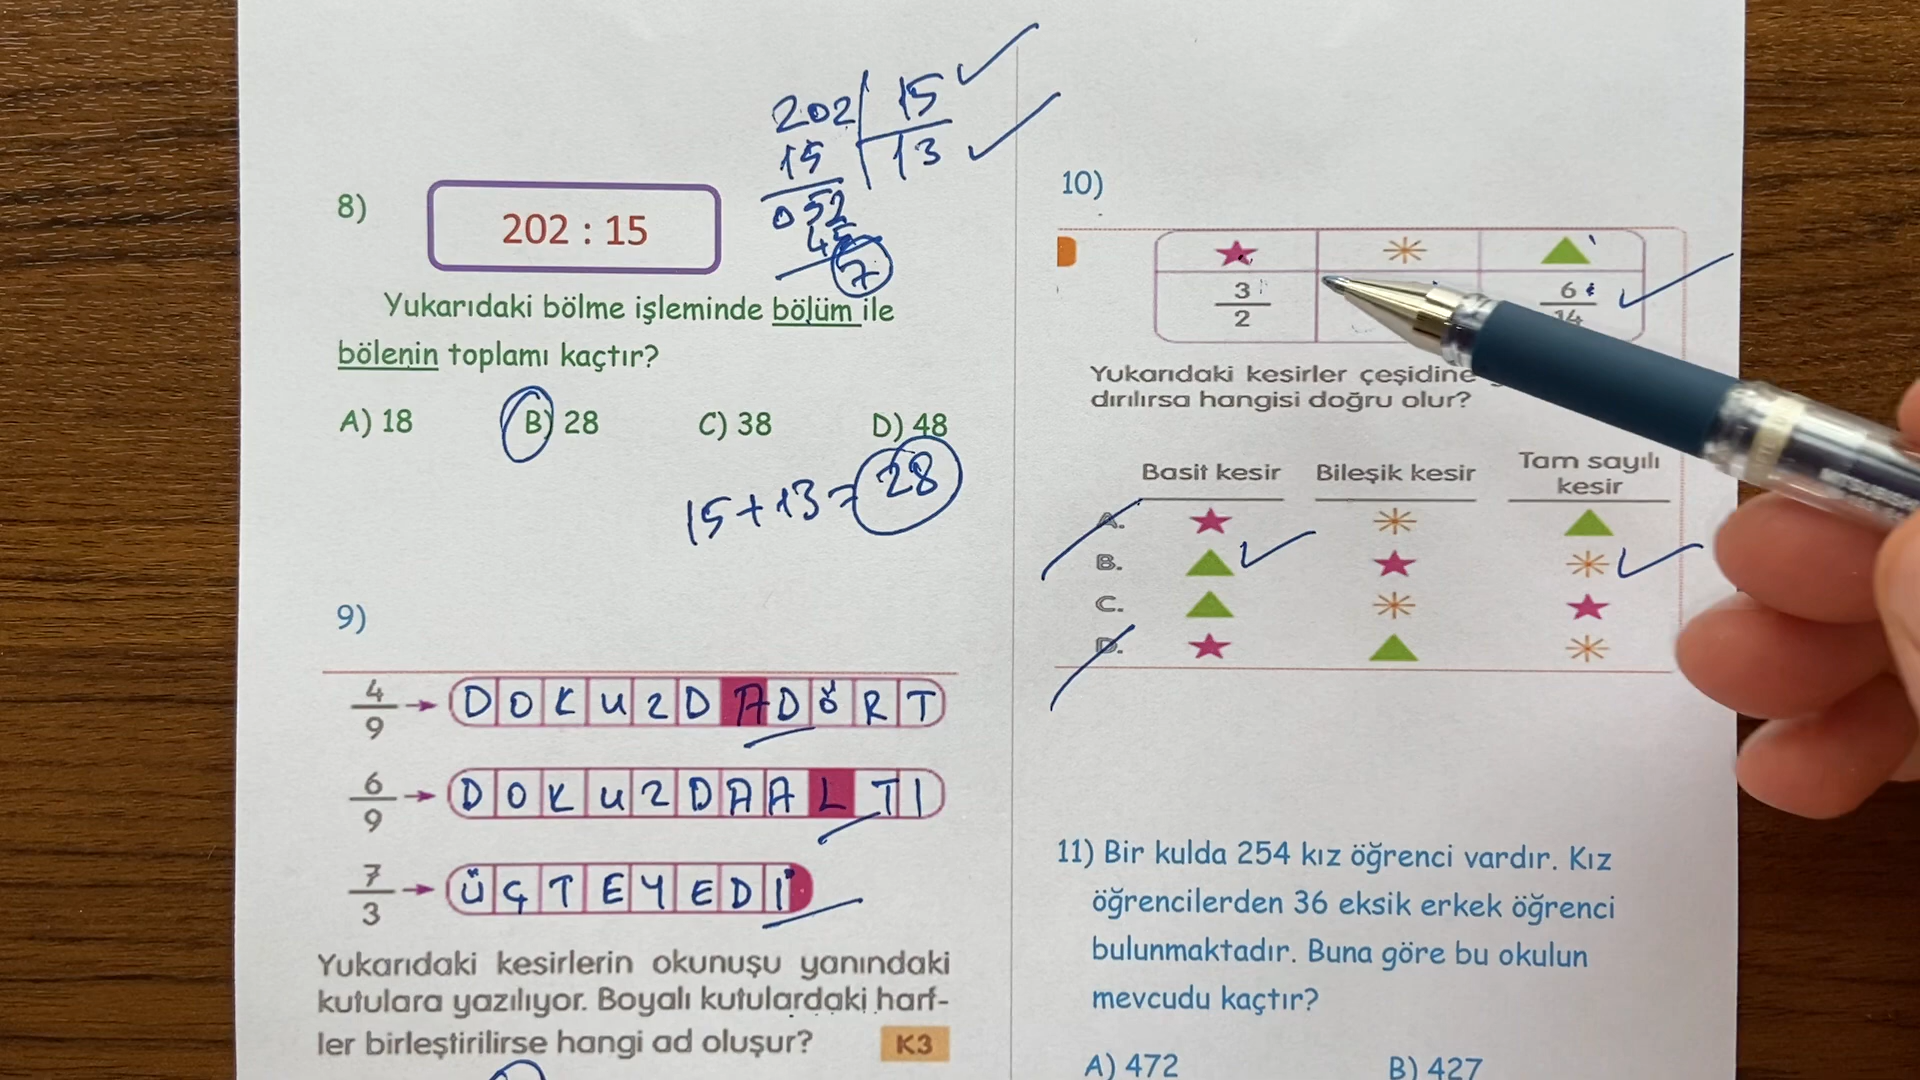 202 15
15 13
052
45
7
8)
202 : 15
Yukarıdaki bölme işleminde bölüm ile
bölenin toplamı kaçtır?
A) 18 B) 28 C) 38 D) 48
15+13=28
9)
4/9 → D O K U Z D A D Ö R T
6/9 → D O K U Z D A A L T I
7/3 → Ü Ç T E Y E D İ
Yukarıdaki kesirlerin okunuşu yanındaki
kutulara yazılıyor. Boyalı kutulardaki harf-
ler birleştirilirse hangi ad oluşur? K3
10)
3/2 6/14
Yukarıdaki kesirler çeşidine
dırılırsa hangisi doğru olur?
Basit kesir Bileşik kesir Tam sayılı
kesir
A.
B.
C.
D.
11) Bir kulda 254 kız öğrenci vardır. Kız
öğrencilerden 36 eksik erkek öğrenci
bulunmaktadır. Buna göre bu okulun
mevcudu kaçtır?
A) 472 B) 427